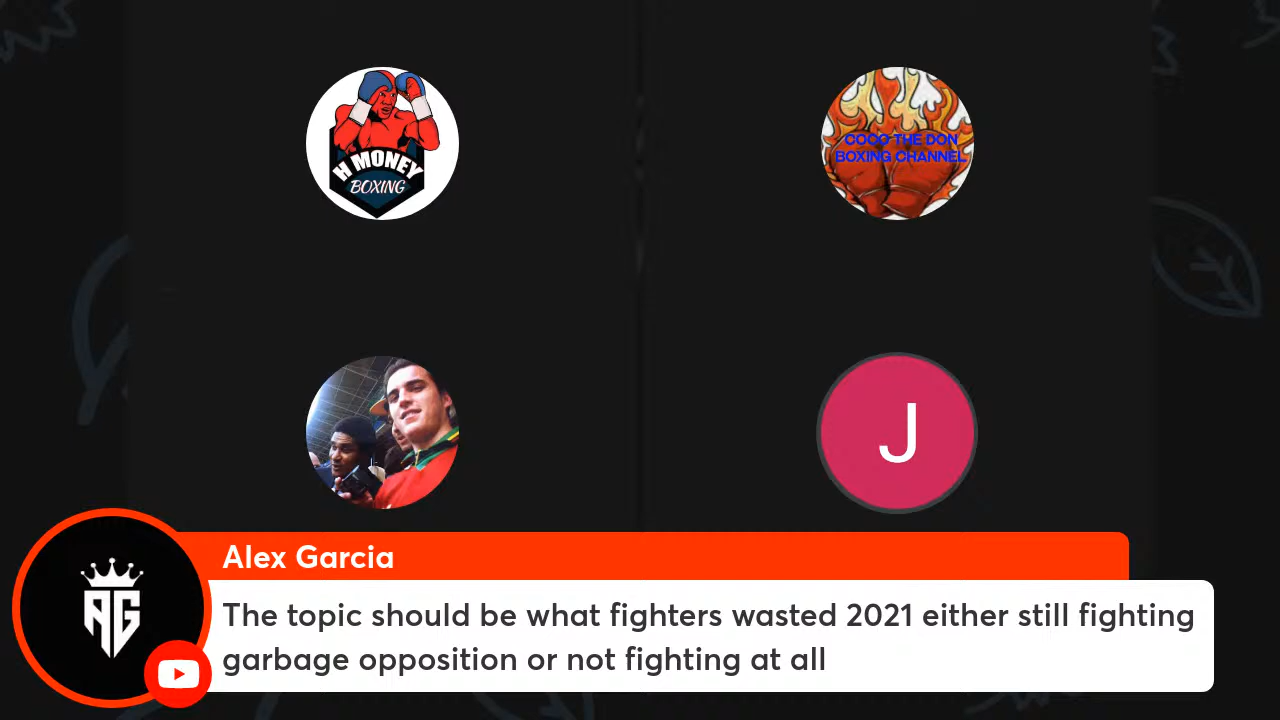 H MONEY
BOXING
COCO THE DON
BOXING CHANNEL
J
AG
Alex Garcia
The topic should be what fighters wasted 2021 either still fighting
garbage opposition or not fighting at all